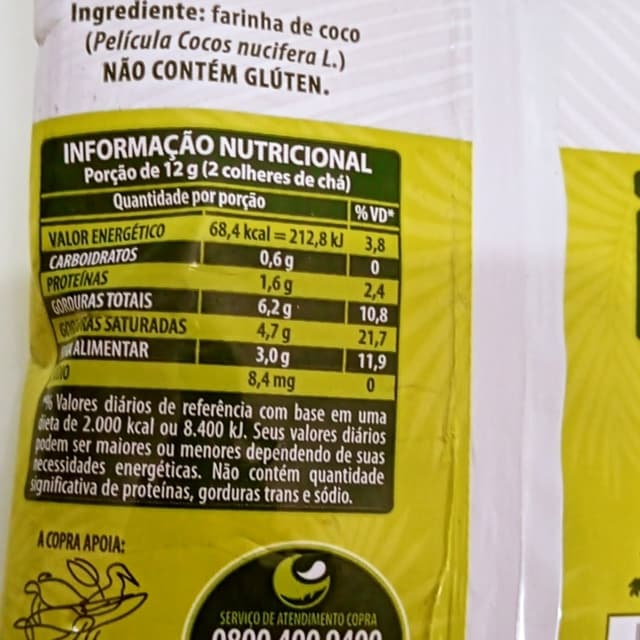 Ingrediente: farinha de coco
(Película Cocos nucifera L.)
NÃO CONTÉM GLÚTEN.
INFORMAÇÃO NUTRICIONAL
Porção de 12 g (2 colheres de chá)
Quantidade por porção %VD*
VALOR ENERGÉTICO 68,4 kcal = 212,8 kJ 3,8
CARBOIDRATOS 0,6 g 0
PROTEÍNAS 1,6 g 2,4
GORDURAS TOTAIS 6,2 g 10,8
SATURADAS 4,7 g 21,7
ALIMENTAR 3,0 g 11,9
8,4 mg 0
% Valores diários de referência com base em uma
dieta de 2.000 kcal ou 8.400 kJ. Seus valores diários
podem ser maiores ou menores dependendo de suas
necessidades energéticas. Não contém quantidade
significativa de proteínas, gorduras trans e sódio.
A COPRA APOIA:
SERVIÇO DE ATENDIMENTO COPRA
0800 400 9400